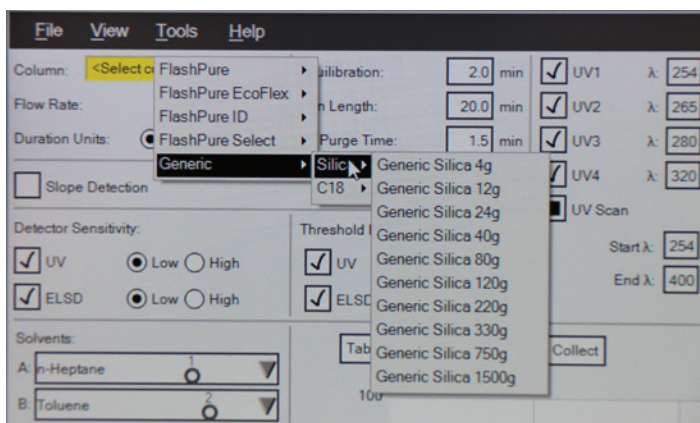 File View Tools Help
Column: <Select co
Flow Rate:
Duration Units:
FlashPure
FlashPure EcoFlex
FlashPure ID
FlashPure Select
Generic
Silic
C18
Generic Silica 4g
Generic Silica 12g
Generic Silica 24g
Generic Silica 40g
Generic Silica 80g
Generic Silica 120g
Generic Silica 220g
Generic Silica 330g
Generic Silica 750g
Generic Silica 1500g
uilibration: 2.0 min
n Length: 20.0 min
Purge Time: 1.5 min
UV1 λ: 254
UV2 λ: 265
UV3 λ: 280
UV4 λ: 320
UV Scan
Start λ: 254
End λ: 400
Slope Detection
Detector Sensitivity:
UV Low High
ELSD Low High
Threshold
UV
ELSD
Solvents:
A: n-Heptane 1
B: Toluene 2
Tab
Collect
100